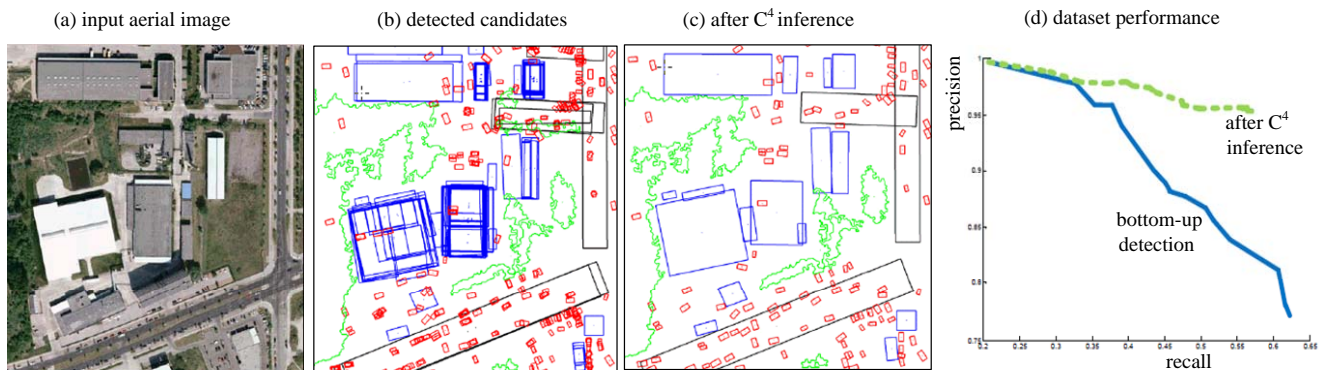 (a) input aerial image
(b) detected candidates
(c) after C⁴ inference
(d) dataset performance
precision
1
0.95
0.9
0.85
0.8
0.75
after C⁴
inference
bottom-up
detection
0.2 0.25 0.3 0.35 0.4 0.45 0.5 0.55 0.6 0.65
recall